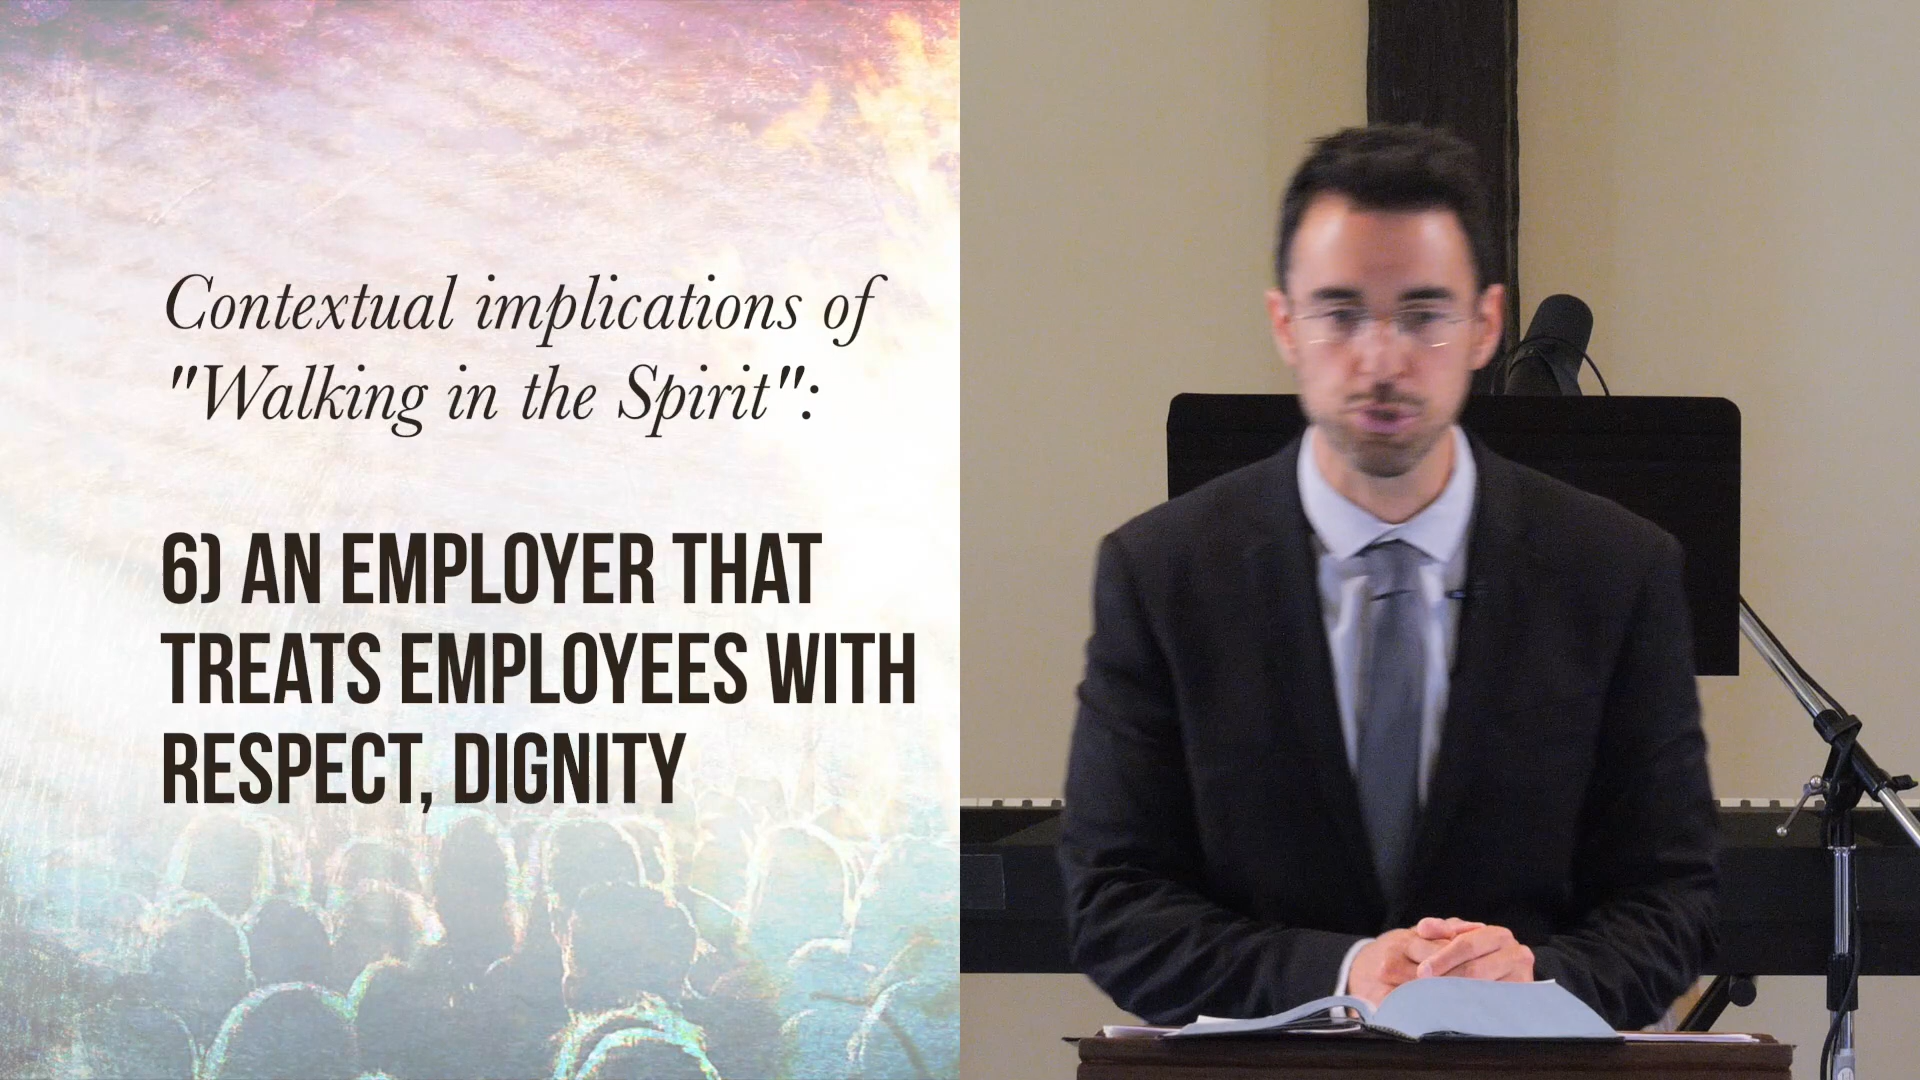 Contextual implications of
"Walking in the Spirit":
6) AN EMPLOYER THAT
TREATS EMPLOYEES WITH
RESPECT, DIGNITY